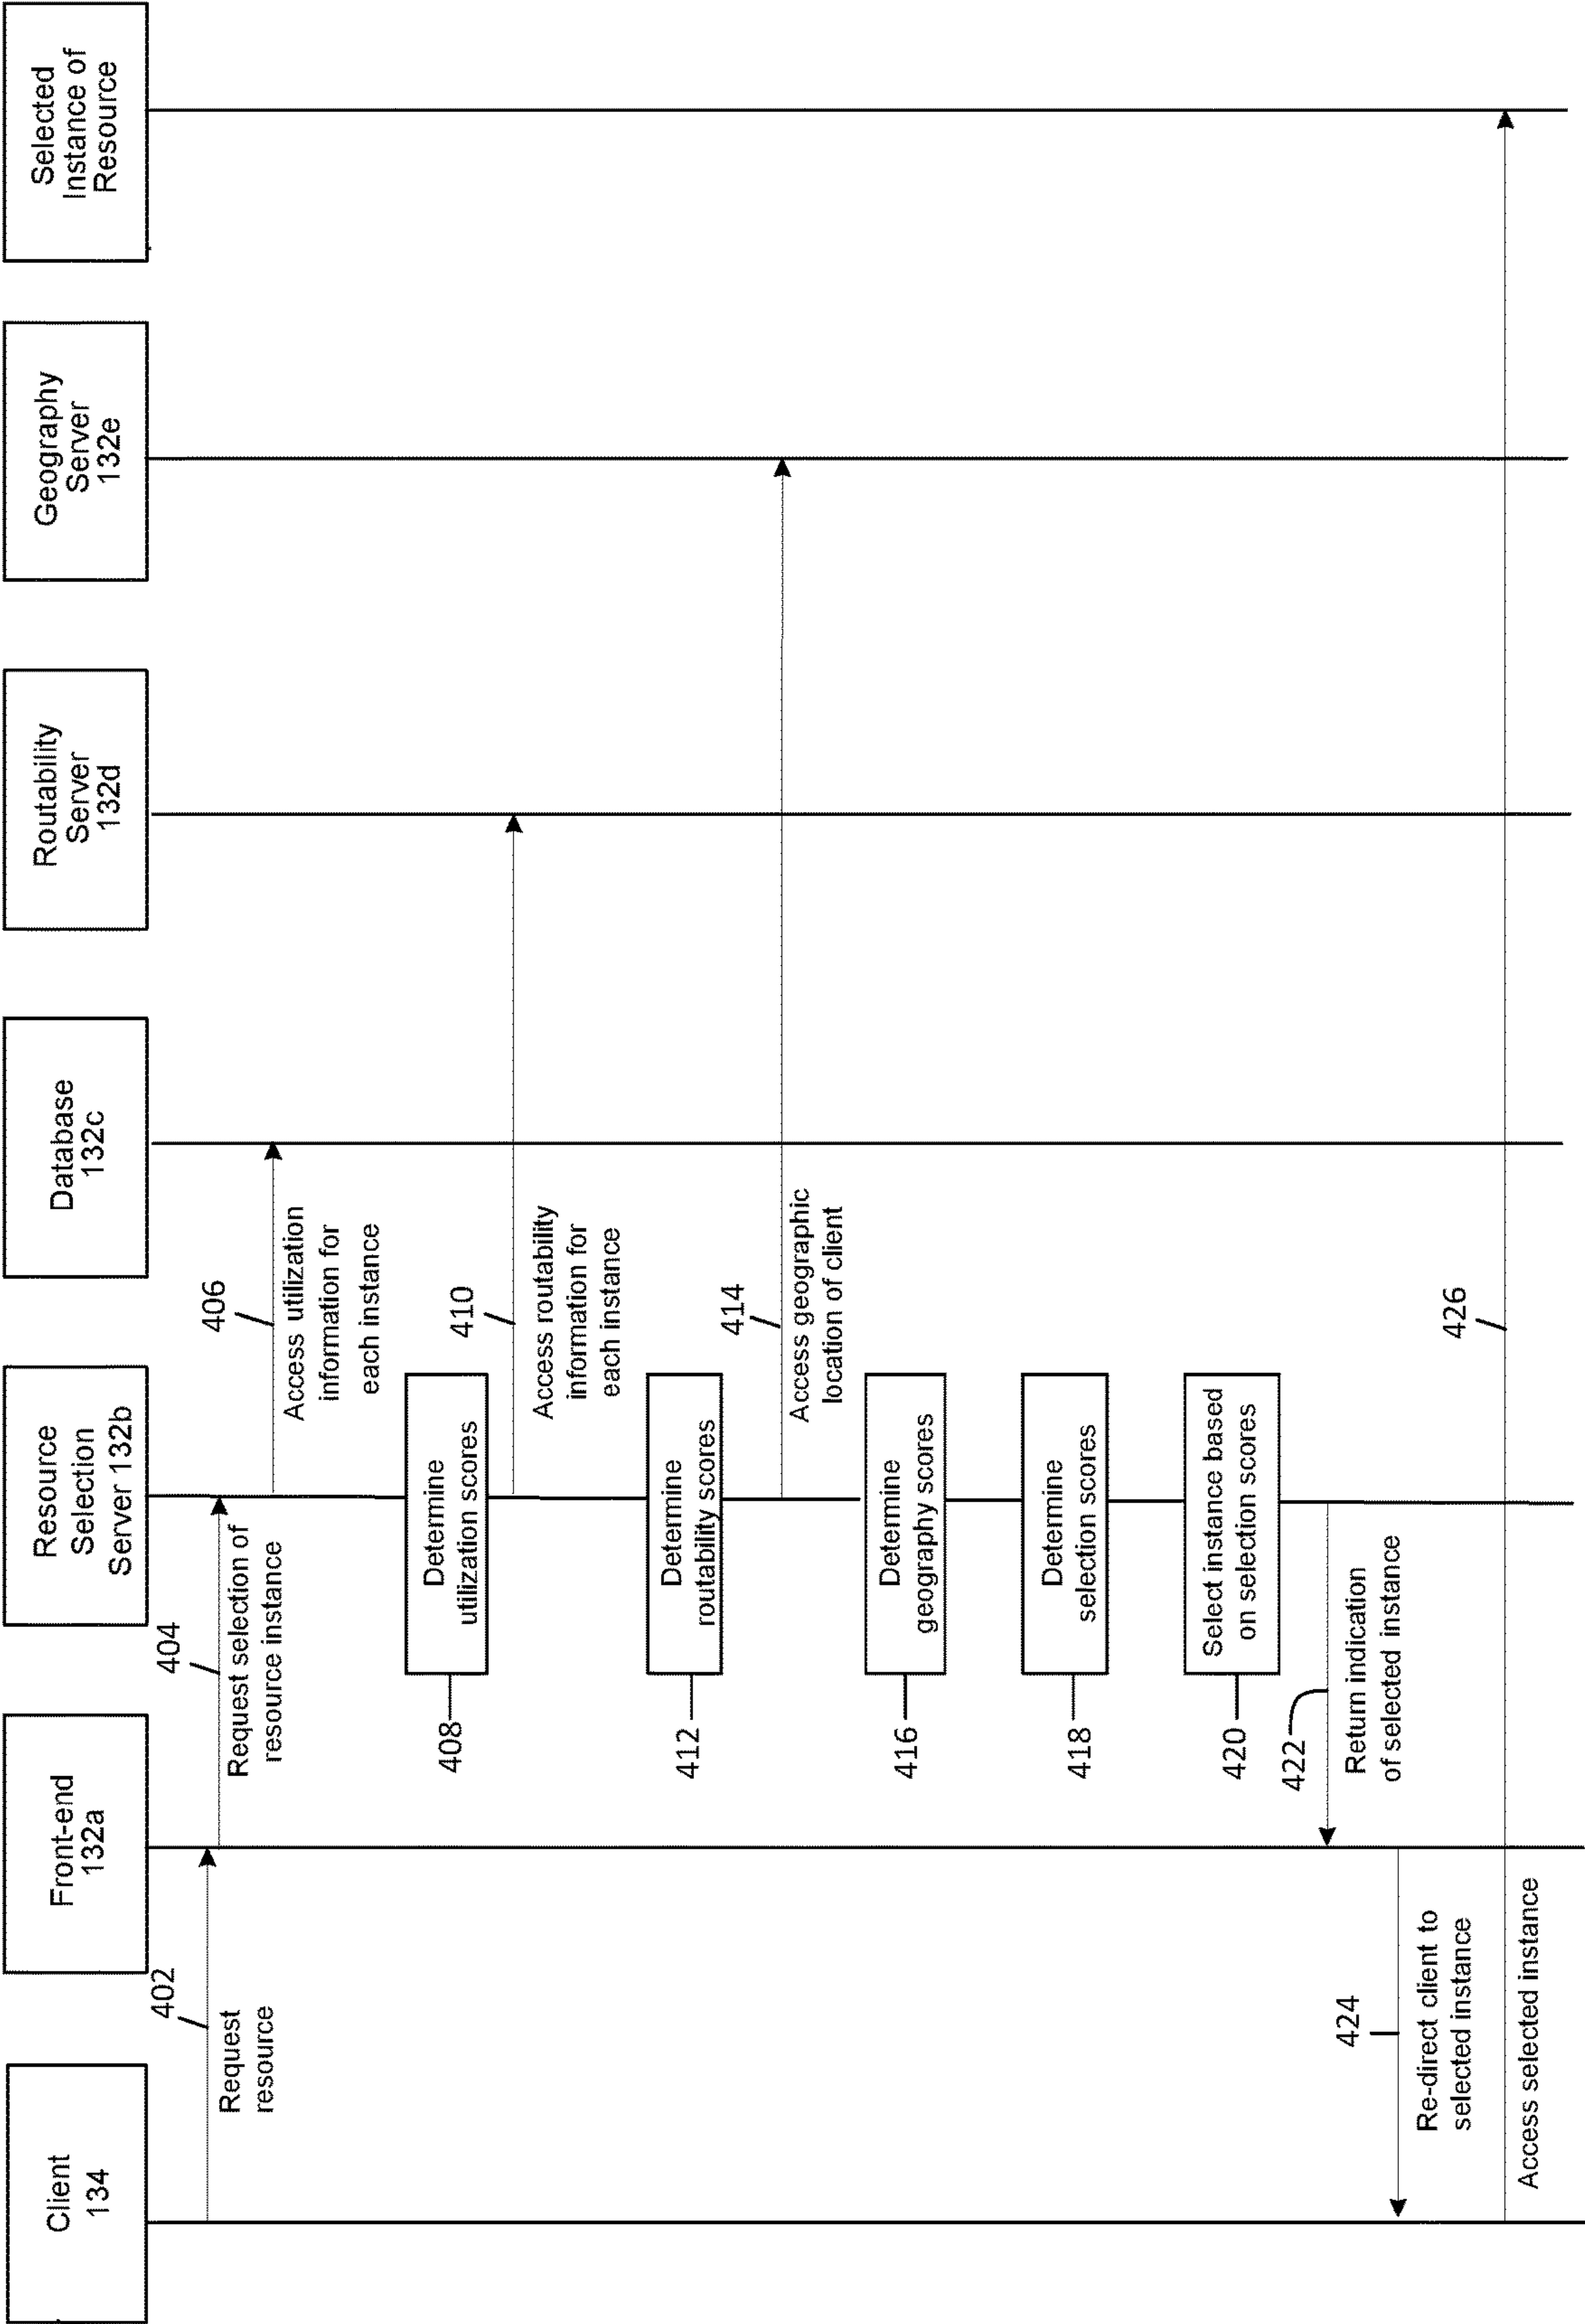 Client
134
Front-end
132a
Resource
Selection
Server 132b
Database
132c
Routability
Server
132d
Geography
Server
132e
Selected
Instance of
Resource
402
Request
resource
404
Request selection of
resource instance
406
Access utilization
information for
each instance
408
Determine
utilization scores
410
Access routability
information for
each instance
412
Determine
routability scores
414
Access geographic
location of client
416
Determine
geography scores
418
Determine
selection scores
420
Select instance based
on selection scores
422
Return indication
of selected instance
424
Re-direct client to
selected instance
426
Access selected instance